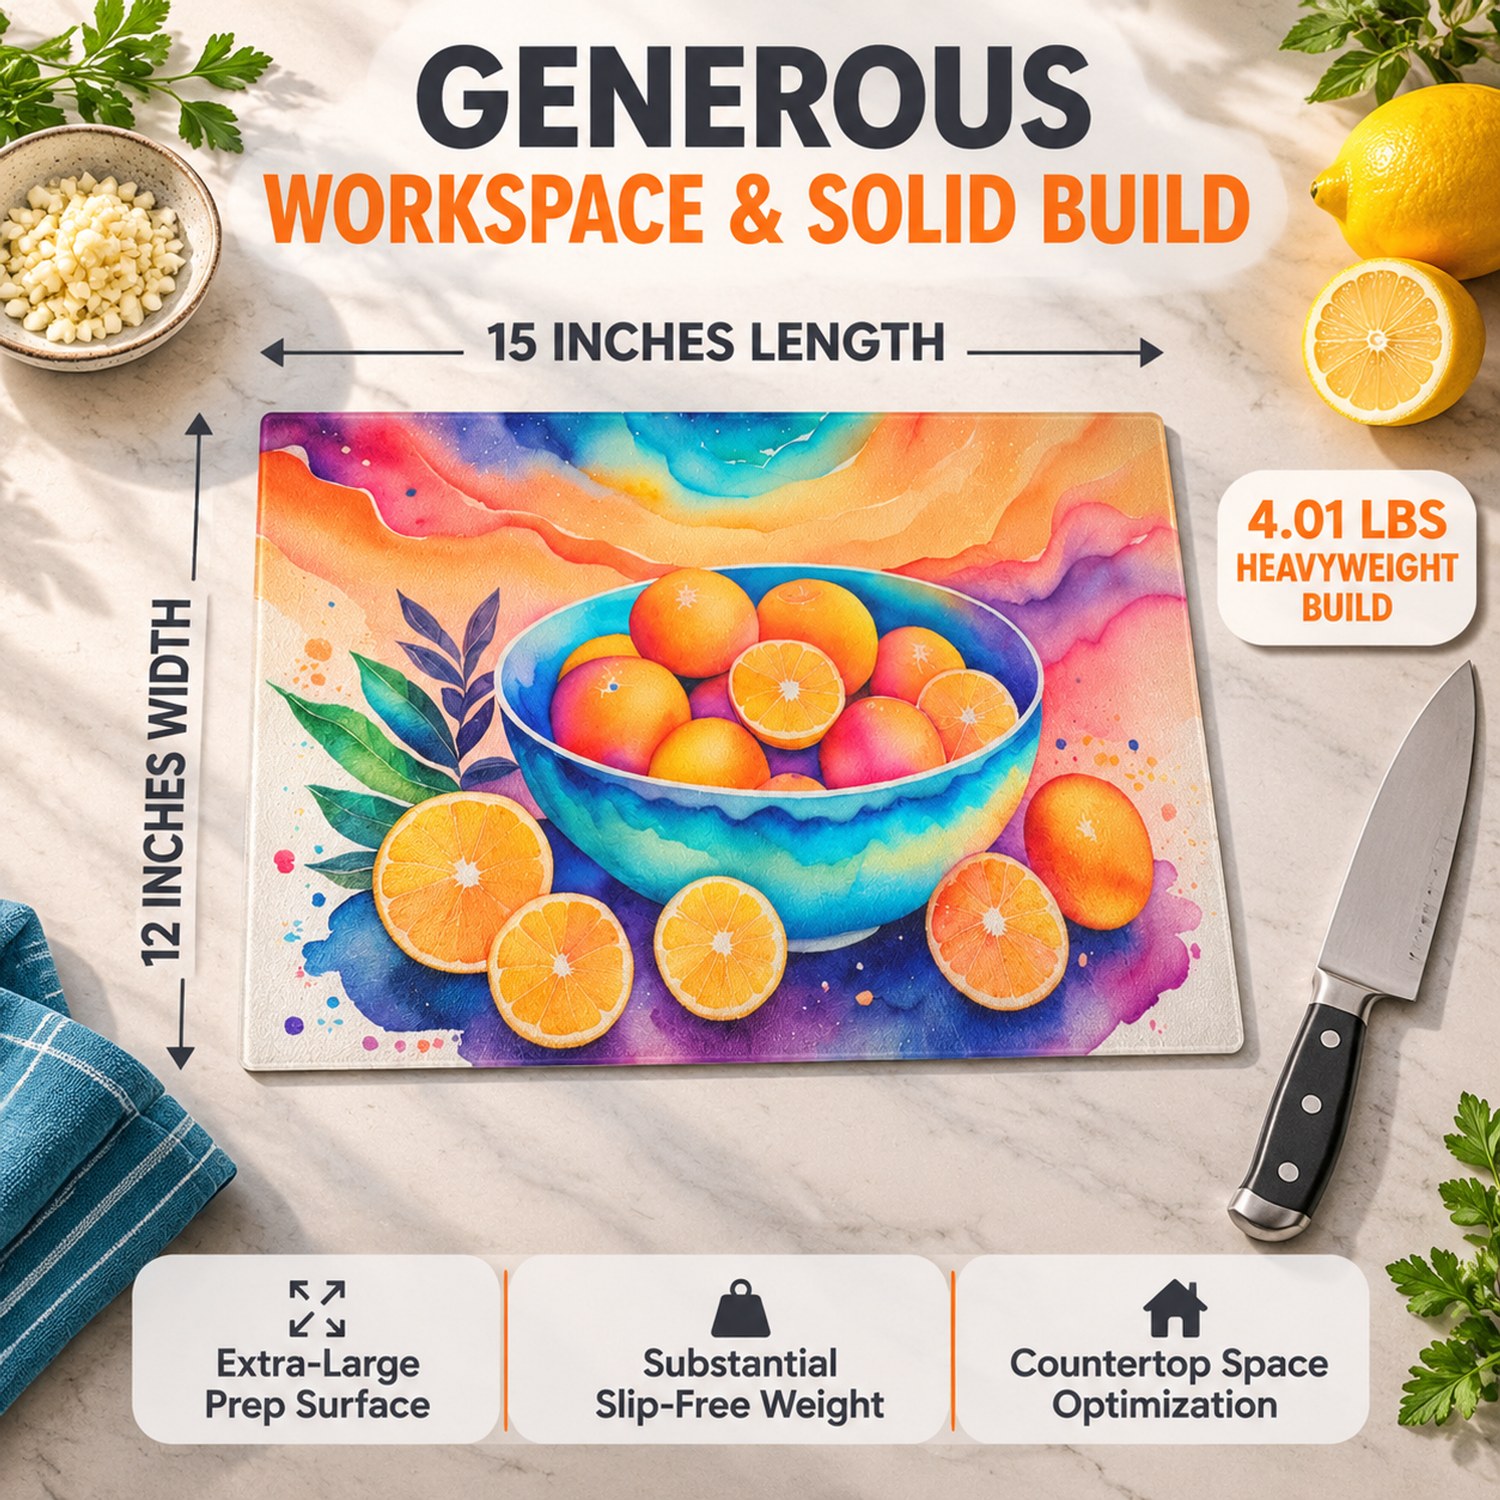 GENEROUS
WORKSPACE & SOLID BUILD
15 INCHES LENGTH
12 INCHES WIDTH
4.01 LBS
HEAVYWEIGHT
BUILD
Extra-Large
Prep Surface
Substantial
Slip-Free Weight
Countertop Space
Optimization